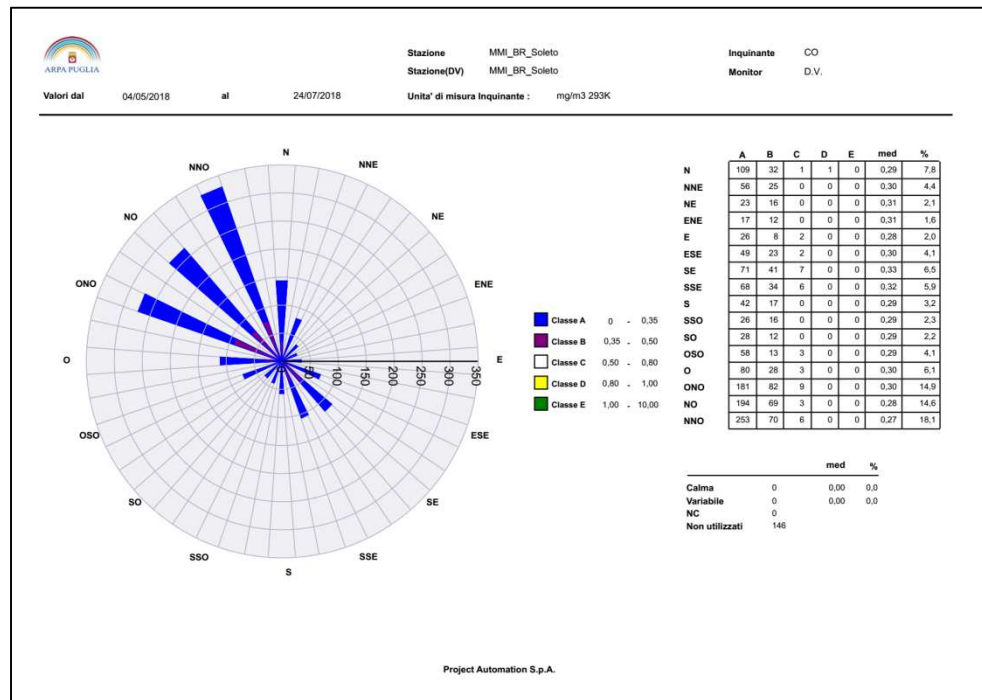 ARPA PUGLIA
Stazione MMI_BR_Soleto Inquinante CO
Stazione(DV) MMI_BR_Soleto Monitor D.V.
Valori dal 04/05/2018 al 24/07/2018 Unita' di misura Inquinante : mg/m3 293K
N
NNE
NE
ENE
E
ESE
SE
SSE
S
SSO
SO
OSO
O
ONO
NO
NNO
0 50 100 150 200 250 300 350
Classe A 0 - 0,35
Classe B 0,35 - 0,50
Classe C 0,50 - 0,80
Classe D 0,80 - 1,00
Classe E 1,00 - 10,00
A B C D E med %
N 109 32 1 1 0 0,29 7,8
NNE 56 25 0 0 0 0,30 4,4
NE 23 16 0 0 0 0,31 2,1
ENE 17 12 0 0 0 0,31 1,6
E 26 8 2 0 0 0,28 2,0
ESE 49 23 2 0 0 0,30 4,1
SE 71 41 7 0 0 0,33 6,5
SSE 68 34 6 0 0 0,32 5,9
S 42 17 0 0 0 0,29 3,2
SSO 26 16 0 0 0 0,29 2,3
SO 28 12 0 0 0 0,29 2,2
OSO 58 13 3 0 0 0,29 4,1
O 80 28 3 0 0 0,30 6,1
ONO 181 82 9 0 0 0,30 14,9
NO 194 69 3 0 0 0,28 14,6
NNO 253 70 6 0 0 0,27 18,1
med %
Calma 0 0,00 0,0
Variabile 0 0,00 0,0
NC 0
Non utilizzati 146
Project Automation S.p.A.